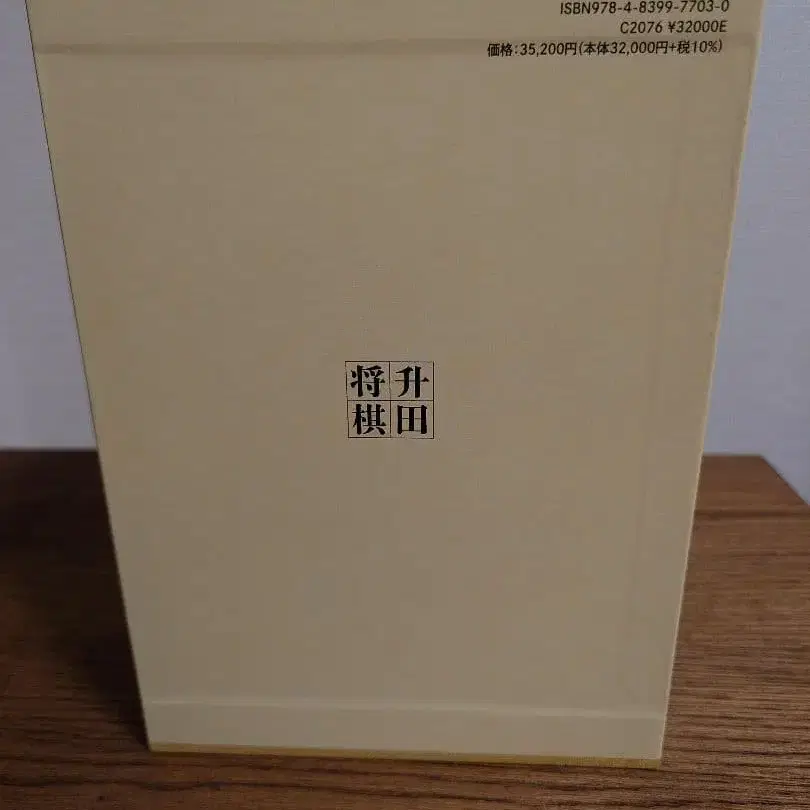 ISBN978-4-8399-7703-0
C2076 ¥32000E
価格:35,200円(本体32,000円+税10%)
升田
将棋